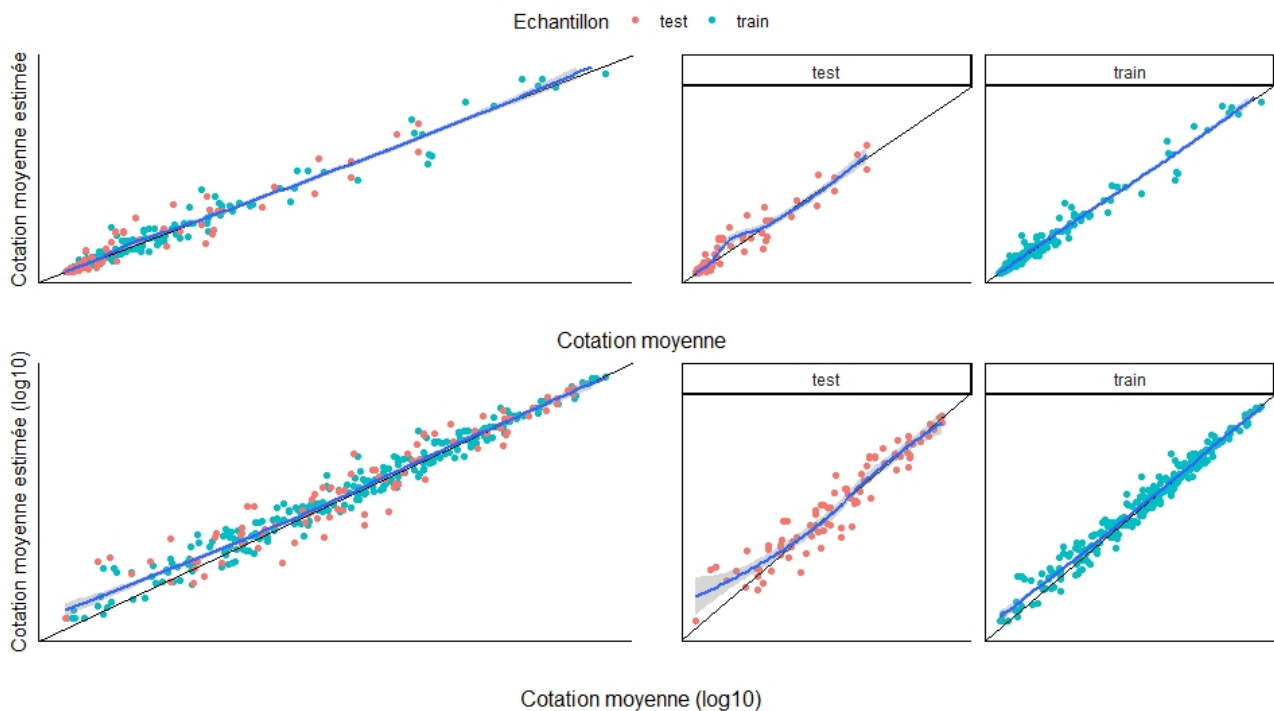 Echantillon test train
Cotation moyenne estimée
test
train
Cotation moyenne
Cotation moyenne estimée (log10)
test
train
Cotation moyenne (log10)